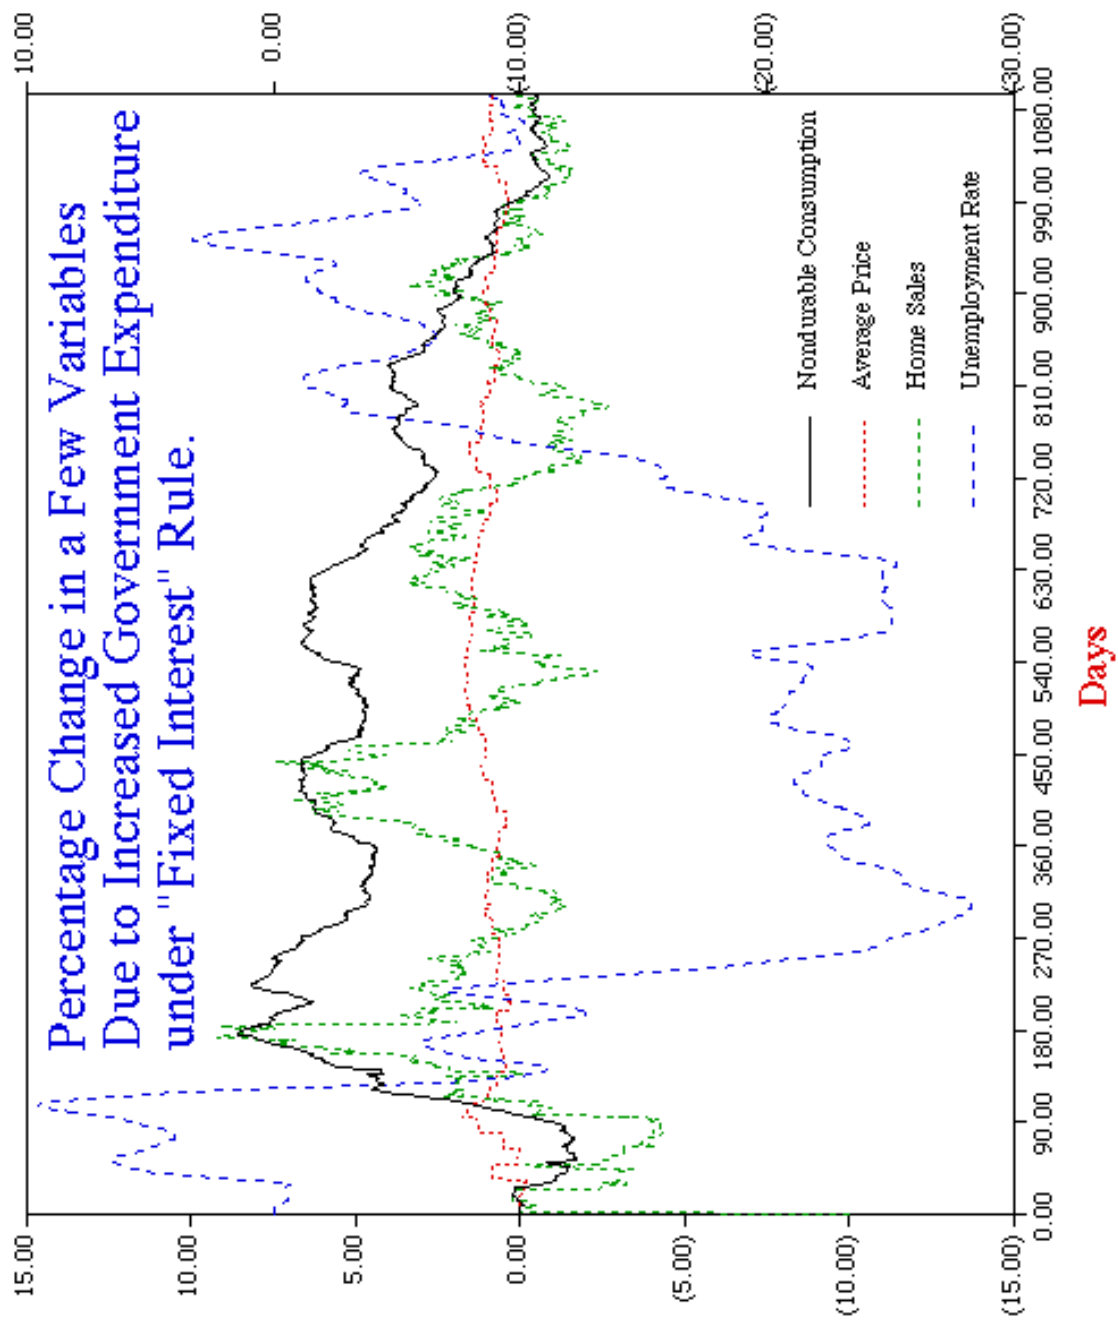 Percentage Change in a Few Variables
Due to Increased Government Expenditure
under "Fixed Interest" Rule.
15.00
10.00
5.00
0.00
(5.00)
(10.00)
(15.00)
10.00
0.00
(10.00)
(20.00)
(30.00)
Nondurable Consumption
Average Price
Home Sales
Unemployment Rate
0.00 90.00 180.00 270.00 360.00 450.00 540.00 630.00 720.00 810.00 900.00 990.00 1080.00
Days